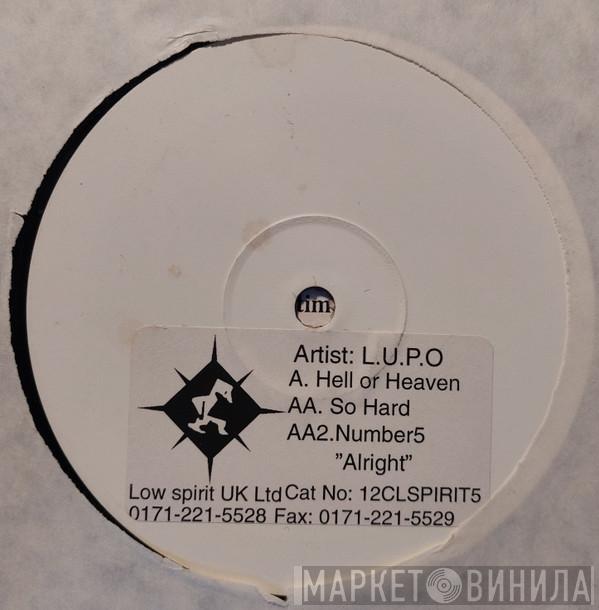 tim
Artist: L.U.P.O
A. Hell or Heaven
AA. So Hard
AA2.Number5
"Alright"
Low spirit UK Ltd Cat No: 12CLSPIRIT5
0171-221-5528 Fax: 0171-221-5529
МАРКЕТ ВИНИЛА